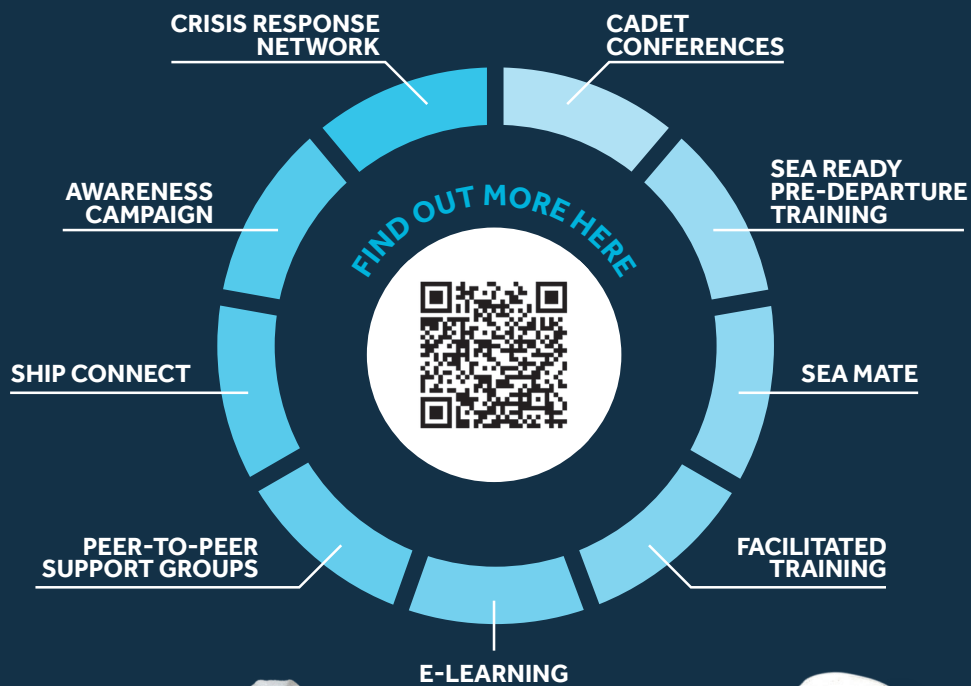 CRISIS RESPONSE
NETWORK
CADET
CONFERENCES
AWARENESS
CAMPAIGN
SEA READY
PRE-DEPARTURE
TRAINING
FIND OUT MORE HERE
SHIP CONNECT
SEA MATE
PEER-TO-PEER
SUPPORT GROUPS
FACILITATED
TRAINING
E-LEARNING